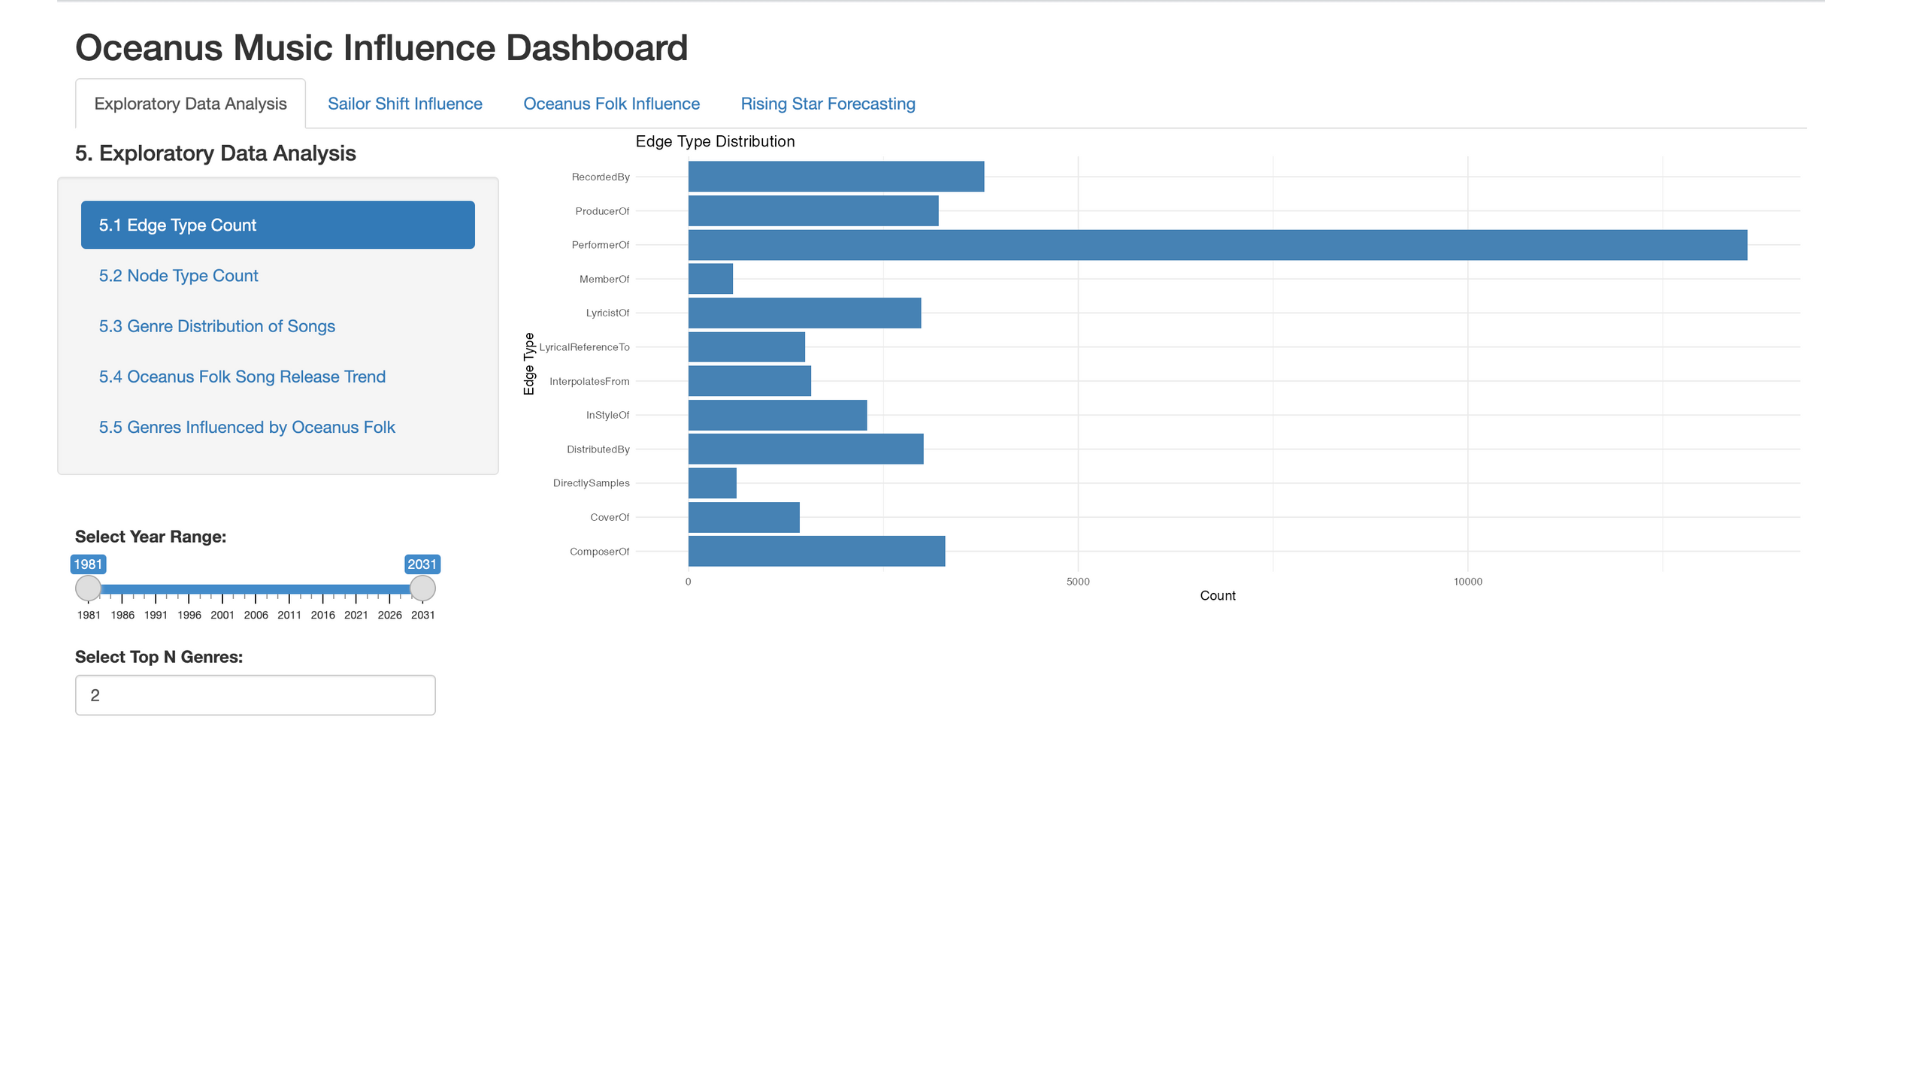 Oceanus Music Influence Dashboard
Exploratory Data Analysis
Sailor Shift Influence
Oceanus Folk Influence
Rising Star Forecasting
5. Exploratory Data Analysis
5.1 Edge Type Count
5.2 Node Type Count
5.3 Genre Distribution of Songs
5.4 Oceanus Folk Song Release Trend
5.5 Genres Influenced by Oceanus Folk
Select Year Range:
1981 2031
1981 1986 1991 1996 2001 2006 2011 2016 2021 2026 2031
Select Top N Genres:
2
Edge Type Distribution
Edge Type
RecordedBy
ProducerOf
PerformerOf
MemberOf
LyricistOf
LyricalReferenceTo
InterpolatesFrom
InStyleOf
DistributedBy
DirectlySamples
CoverOf
ComposerOf
0 5000 10000
Count